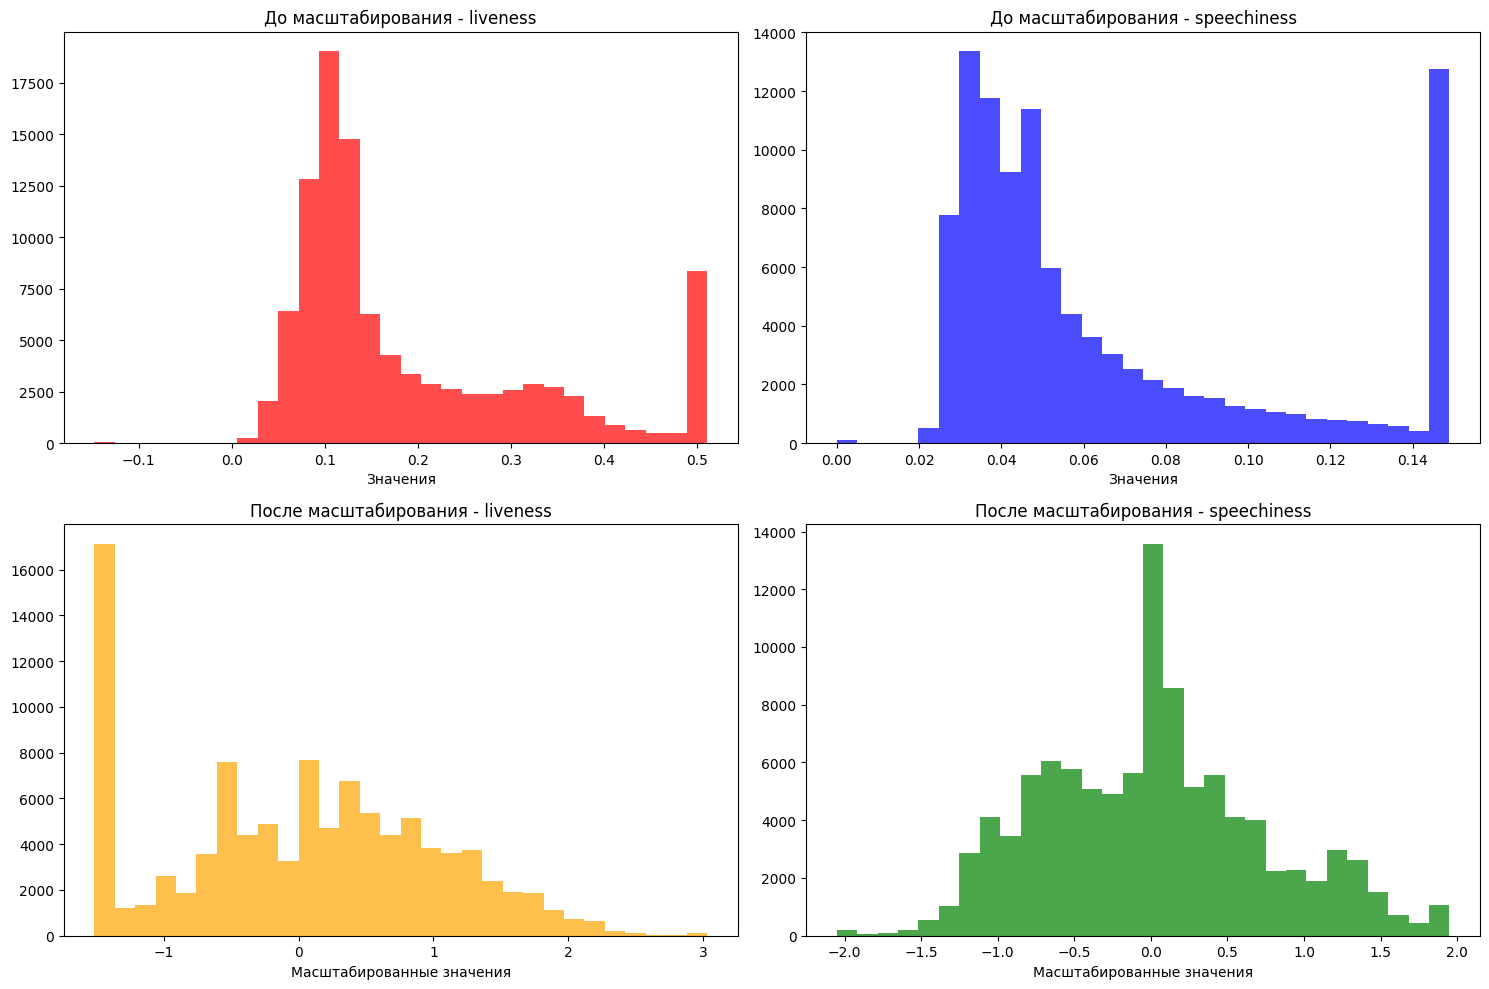 До масштабирования - liveness
17500
15000
12500
10000
7500
5000
2500
0
−0.1 0.0 0.1 0.2 0.3 0.4 0.5
Значения
До масштабирования - speechiness
14000
12000
10000
8000
6000
4000
2000
0
0.00 0.02 0.04 0.06 0.08 0.10 0.12 0.14
Значения
После масштабирования - liveness
16000
14000
12000
10000
8000
6000
4000
2000
0
−1 0 1 2 3
Масштабированные значения
После масштабирования - speechiness
14000
12000
10000
8000
6000
4000
2000
0
−2.0 −1.5 −1.0 −0.5 0.0 0.5 1.0 1.5 2.0
Масштабированные значения